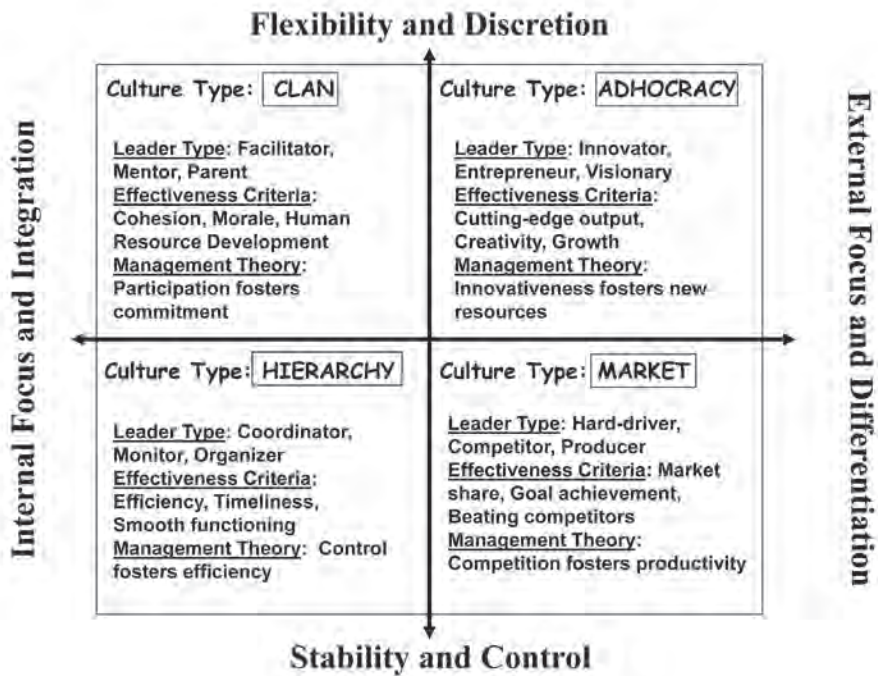 Flexibility and Discretion
Internal Focus and Integration
Culture Type: CLAN
Leader Type: Facilitator,
Mentor, Parent
Effectiveness Criteria:
Cohesion, Morale, Human
Resource Development
Management Theory:
Participation fosters
commitment
Culture Type: ADHOCRACY
Leader Type: Innovator,
Entrepreneur, Visionary
Effectiveness Criteria:
Cutting-edge output,
Creativity, Growth
Management Theory:
Innovativeness fosters new
resources
External Focus and Differentiation
Culture Type: HIERARCHY
Leader Type: Coordinator,
Monitor, Organizer
Effectiveness Criteria:
Efficiency, Timeliness,
Smooth functioning
Management Theory: Control
fosters efficiency
Culture Type: MARKET
Leader Type: Hard-driver,
Competitor, Producer
Effectiveness Criteria: Market
share, Goal achievement,
Beating competitors
Management Theory:
Competition fosters productivity
Stability and Control